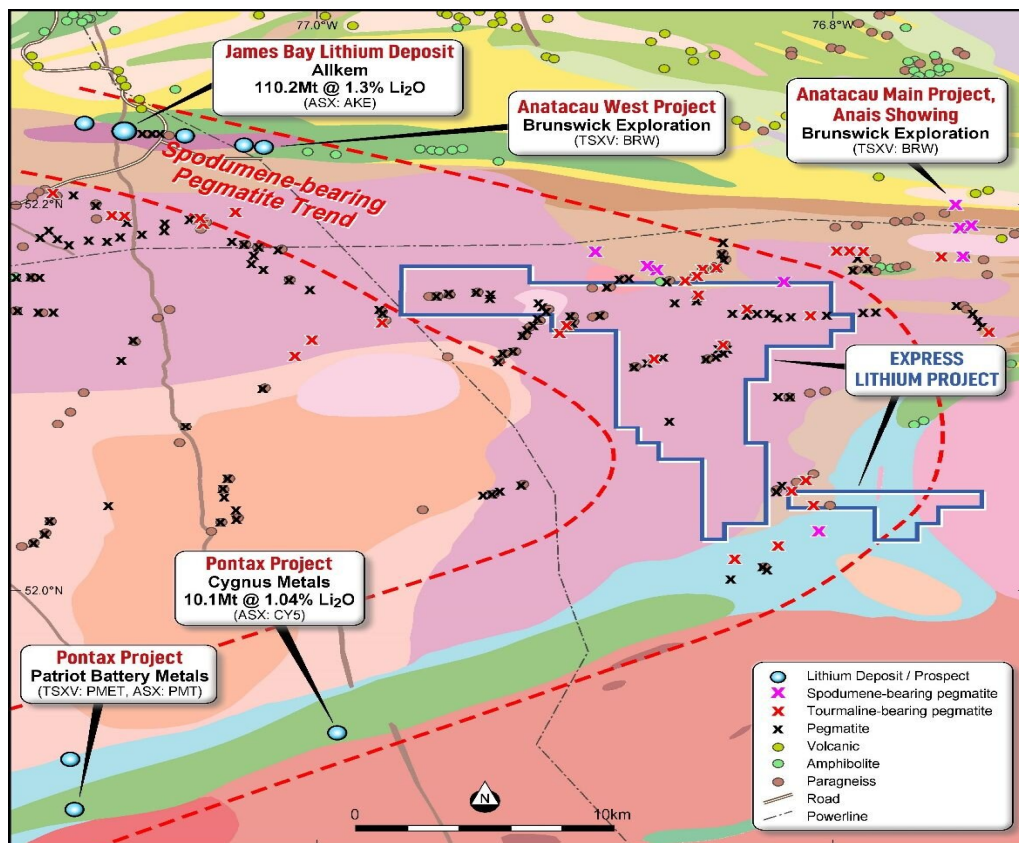 77.0°W
76.8°W
James Bay Lithium Deposit
Allkem
110.2Mt @ 1.3% Li₂O
(ASX: AKE)
Anatacau West Project
Brunswick Exploration
(TSXV: BRW)
Anatacau Main Project,
Anais Showing
Brunswick Exploration
(TSXV: BRW)
Spodumene-bearing
Pegmatite Trend
52.2°N
EXPRESS
LITHIUM PROJECT
52.0°N
Pontax Project
Cygnus Metals
10.1Mt @ 1.04% Li₂O
(ASX: CY5)
Pontax Project
Patriot Battery Metals
(TSXV: PMET, ASX: PMT)
Lithium Deposit / Prospect
Spodumene-bearing pegmatite
Tourmaline-bearing pegmatite
Pegmatite
Volcanic
Amphibolite
Paragneiss
Road
Powerline
N
0
10km